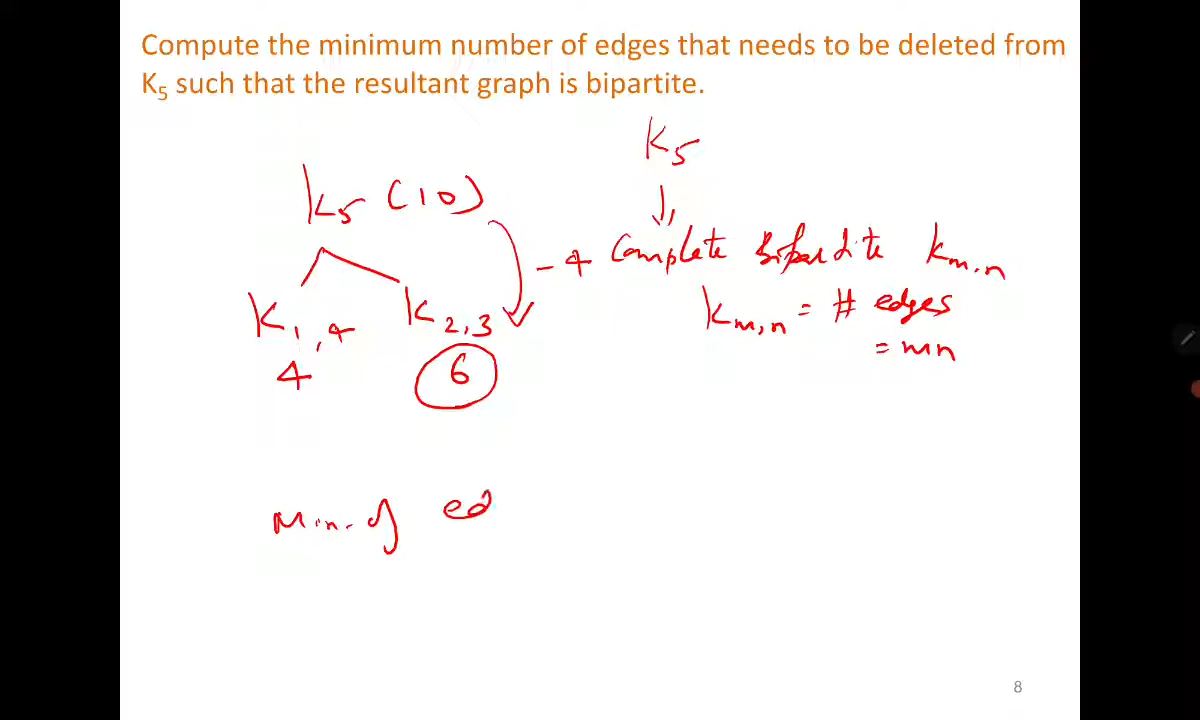 Compute the minimum number of edges that needs to be deleted from
K5 such that the resultant graph is bipartite.
K5
K5 (10)
- 4 Complete Bipartite Km,n
K1,4 K2,3
Km,n = # edges
= mn
4 6
Min. of ed
8